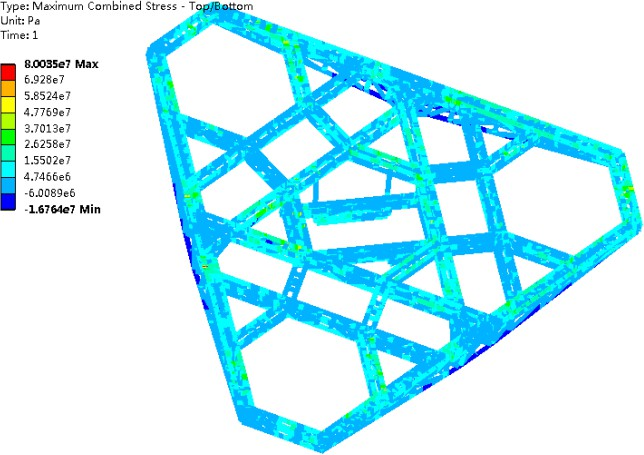 Type: Maximum Combined Stress - Top/Bottom
Unit: Pa
Time: 1
8.0035e7 Max
6.928e7
5.8524e7
4.7769e7
3.7013e7
2.6258e7
1.5502e7
4.7466e6
-6.0089e6
-1.6764e7 Min